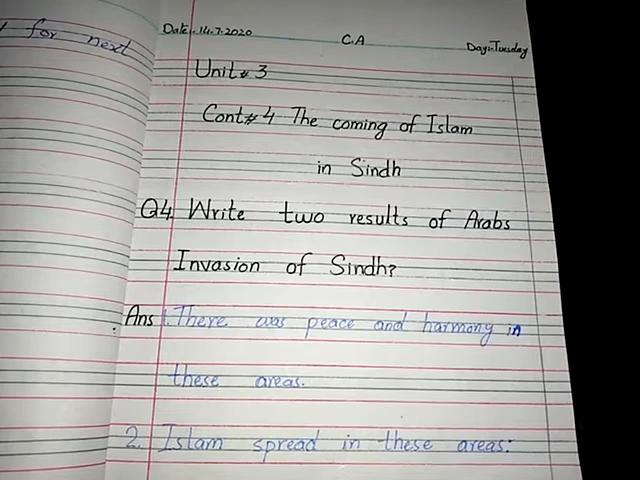 for next
Date:- 14.7.2020 C.A Day:-Tuesday
Unit# 3
Cont# 4 The coming of Islam
in Sindh
Q4. Write two results of Arabs
Invasion of Sindh?
Ans 1. There was peace and harmony in
these areas.
2. Islam spread in these areas.